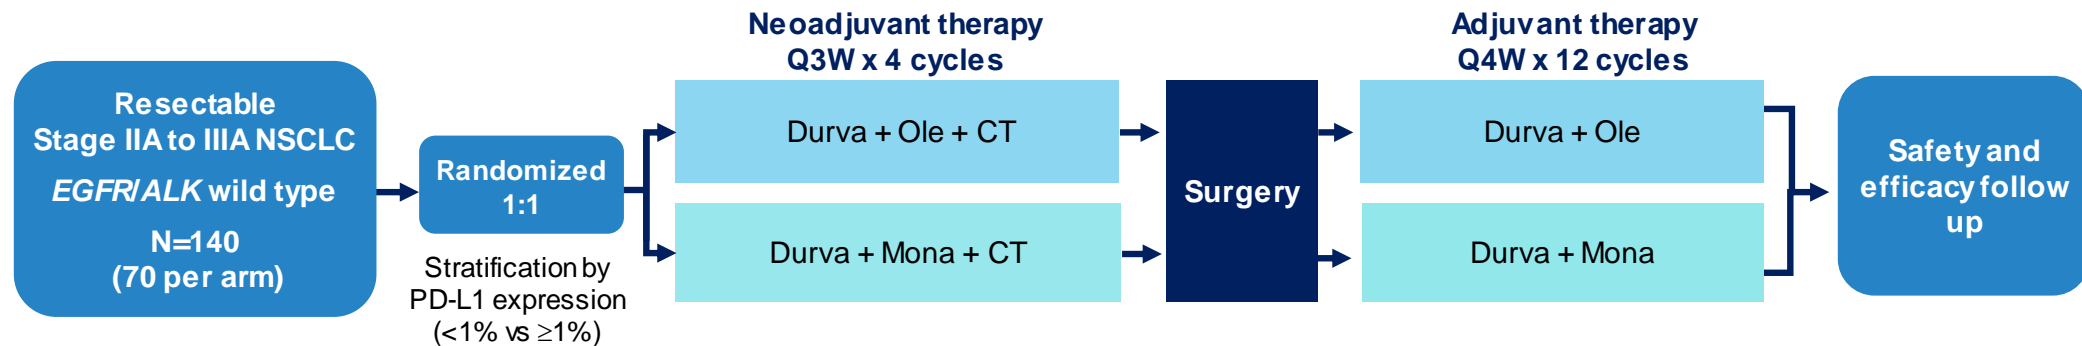 Resectable
Stage IIA to IIIA NSCLC
EGFR/ALK wild type
N=140
(70 per arm)
Randomized
1:1
Stratification by
PD-L1 expression
(<1% vs ≥1%)
Neoadjuvant therapy
Q3W x 4 cycles
Durva + Ole + CT
Durva + Mona + CT
Surgery
Adjuvant therapy
Q4W x 12 cycles
Durva + Ole
Durva + Mona
Safety and
efficacy follow
up